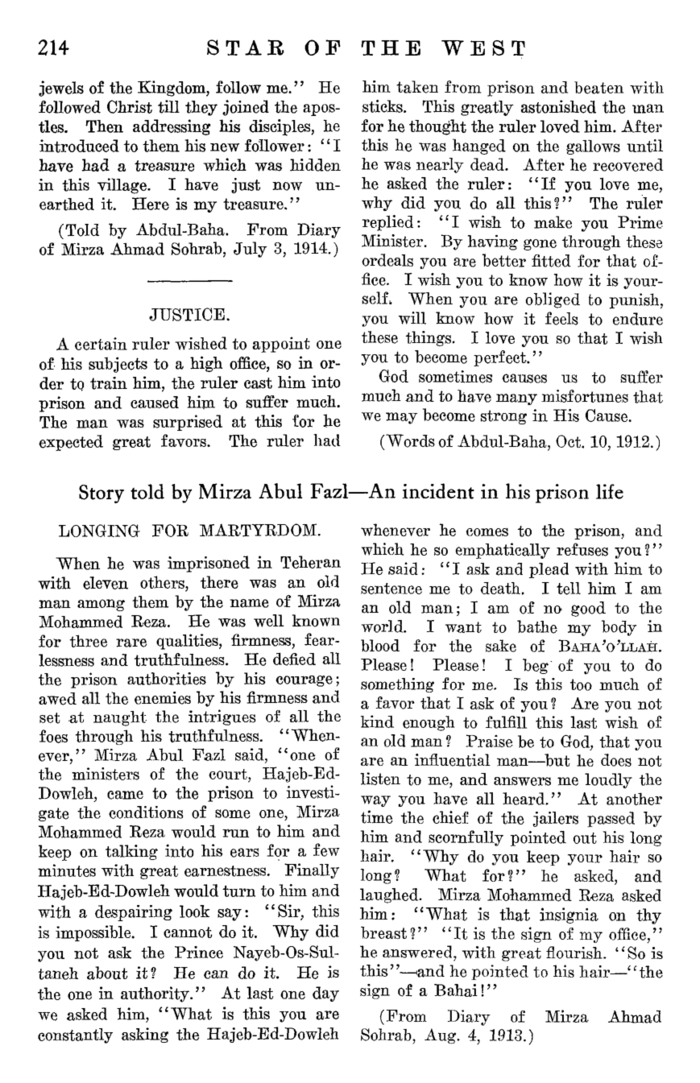 214 STAR OF THE WEST
jewels of the Kingdom, follow me.'' He
followed Christ till they joined the apos-
tles. Then addressing his disciples, he
introduced to them his new follower: ''I
have had a treasure which was hidden
in this village. I have just now un-
earthed it. Here is my treasure.''
(Told by Abdul-Baha. From Diary
of Mirza Ahmad Sohrab, July 3, 1914.)
JUSTICE.
A certain ruler wished to appoint one
of his subjects to a high office, so in or-
der to train him, the ruler cast him into
prison and caused him to suffer much.
The man was surprised at this for he
expected great favors. The ruler had
him taken from prison and beaten with
sticks. This greatly astonished the man
for he thought the ruler loved him. After
this he was hanged on the gallows until
he was nearly dead. After he recovered
he asked the ruler: ''If you love me,
why did you do all this?'' The ruler
replied: ''I wish to make you Prime
Minister. By having gone through these
ordeals you are better fitted for that of-
fice. I wish you to know how it is your-
self. When you are obliged to punish,
you will know how it feels to endure
these things. I love you so that I wish
you to become perfect.''
God sometimes causes us to suffer
much and to have many misfortunes that
we may become strong in His Cause.
(Words of Abdul-Baha, Oct. 10, 1912.)
Story told by Mirza Abul Fazl—An incident in his prison life
LONGING FOR MARTYRDOM.
When he was imprisoned in Teheran
with eleven others, there was an old
man among them by the name of Mirza
Mohammed Reza. He was well known
for three rare qualities, firmness, fear-
lessness and truthfulness. He defied all
the prison authorities by his courage;
awed all the enemies by his firmness and
set at naught the intrigues of all the
foes through his truthfulness. ''When-
ever,'' Mirza Abul Fazl said, ''one of
the ministers of the court, Hajeb-Ed-
Dowleh, came to the prison to investi-
gate the conditions of some one, Mirza
Mohammed Reza would run to him and
keep on talking into his ears for a few
minutes with great earnestness. Finally
Hajeb-Ed-Dowleh would turn to him and
with a despairing look say: ''Sir, this
is impossible. I cannot do it. Why did
you not ask the Prince Nayeb-Os-Sul-
taneh about it? He can do it. He is
the one in authority.'' At last one day
we asked him, ''What is this you are
constantly asking the Hajeb-Ed-Dowleh
whenever he comes to the prison, and
which he so emphatically refuses you?''
He said: ''I ask and plead with him to
sentence me to death. I tell him I am
an old man; I am of no good to the
world. I want to bathe my body in
blood for the sake of BAHA'O'LLAH.
Please! Please! I beg of you to do
something for me. Is this too much of
a favor that I ask of you? Are you not
kind enough to fulfill this last wish of
an old man? Praise be to God, that you
are an influential man—but he does not
listen to me, and answers me loudly the
way you have all heard.'' At another
time the chief of the jailers passed by
him and scornfully pointed out his long
hair. ''Why do you keep your hair so
long? What for?'' he asked, and
laughed. Mirza Mohammed Reza asked
him: ''What is that insignia on thy
breast?'' ''It is the sign of my office,''
he answered, with great flourish. ''So is
this''—and he pointed to his hair—''the
sign of a Bahai!''
(From Diary of Mirza Ahmad
Sohrab, Aug. 4, 1913.)